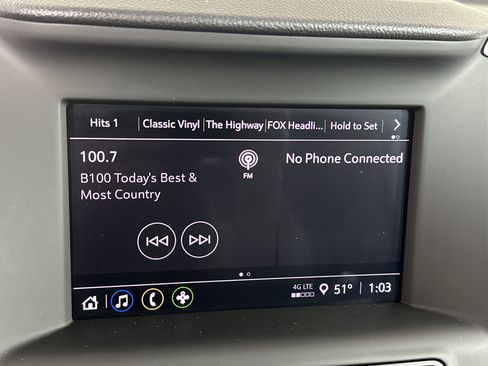 Hits 1 Classic Vinyl The Highway FOX Headli... Hold to Set
100.7
FM
No Phone Connected
B100 Today's Best &
Most Country
4G LTE
51° 1:03